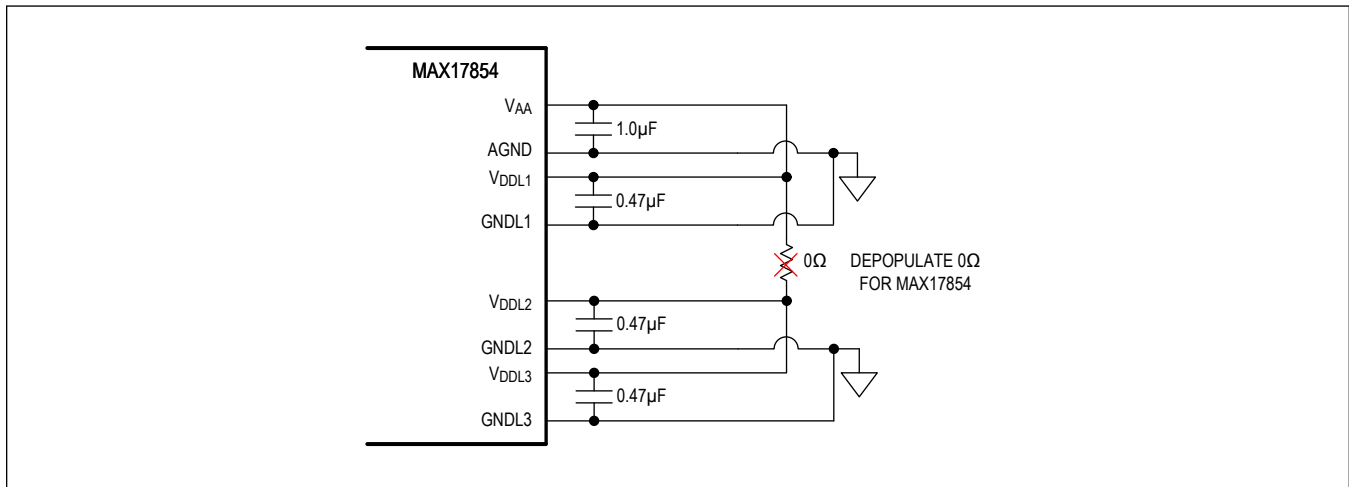 MAX17854
VAA
1.0µF
AGND
VDDL1
0.47µF
GNDL1
0Ω
DEPOPULATE 0Ω
FOR MAX17854
VDDL2
0.47µF
GNDL2
VDDL3
0.47µF
GNDL3